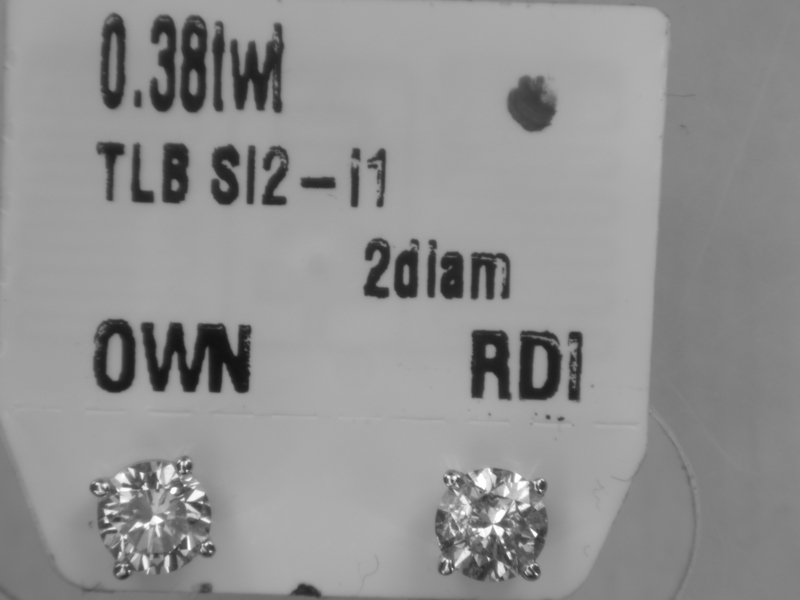 0.38twt
TLB SI2-I1
2diam
OWN RDI